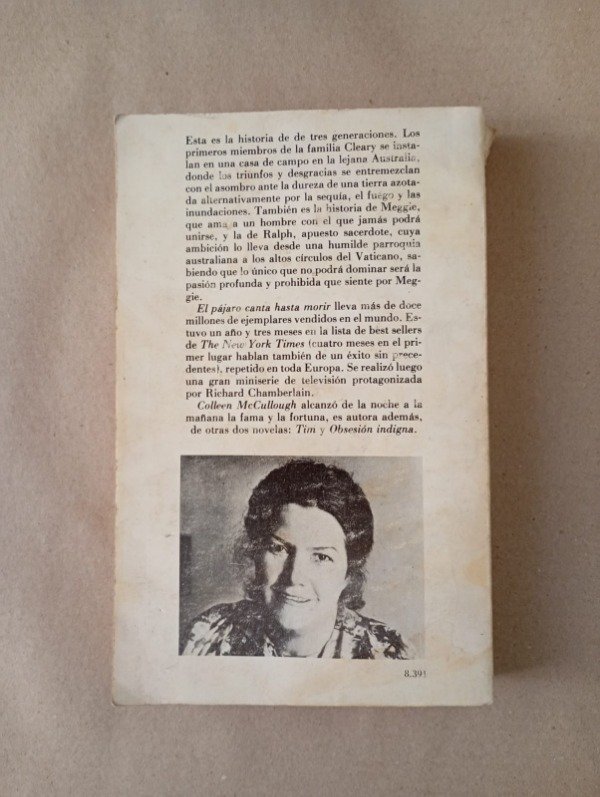 Esta es la historia de de tres generaciones. Los
primeros miembros de la familia Cleary se insta-
lan en una casa de campo en la lejana Australia,
donde los triunfos y desgracias se entremezclan
con el asombro ante la dureza de una tierra azota-
da alternativamente por la sequía, el fuego y las
inundaciones. También es la historia de Meggie,
que ama a un hombre con el que jamás podrá
unirse, y la de Ralph, apuesto sacerdote, cuya
ambición lo lleva desde una humilde parroquia
australiana a los altos círculos del Vaticano, sa-
biendo que lo único que no podrá dominar será la
pasión profunda y prohibida que siente por Meg-
gie.
El pájaro canta hasta morir lleva más de doce
millones de ejemplares vendidos en el mundo. Es-
tuvo un año y tres meses en la lista de best sellers
de The New York Times (cuatro meses en el pri-
mer lugar hablan también de un éxito sin prece-
dentes), repetido en toda Europa. Se realizó luego
una gran miniserie de televisión protagonizada
por Richard Chamberlain.
Colleen McCullough alcanzó de la noche a la
mañana la fama y la fortuna, es autora además,
de otras dos novelas: Tim y Obsesión indigna.
8.391